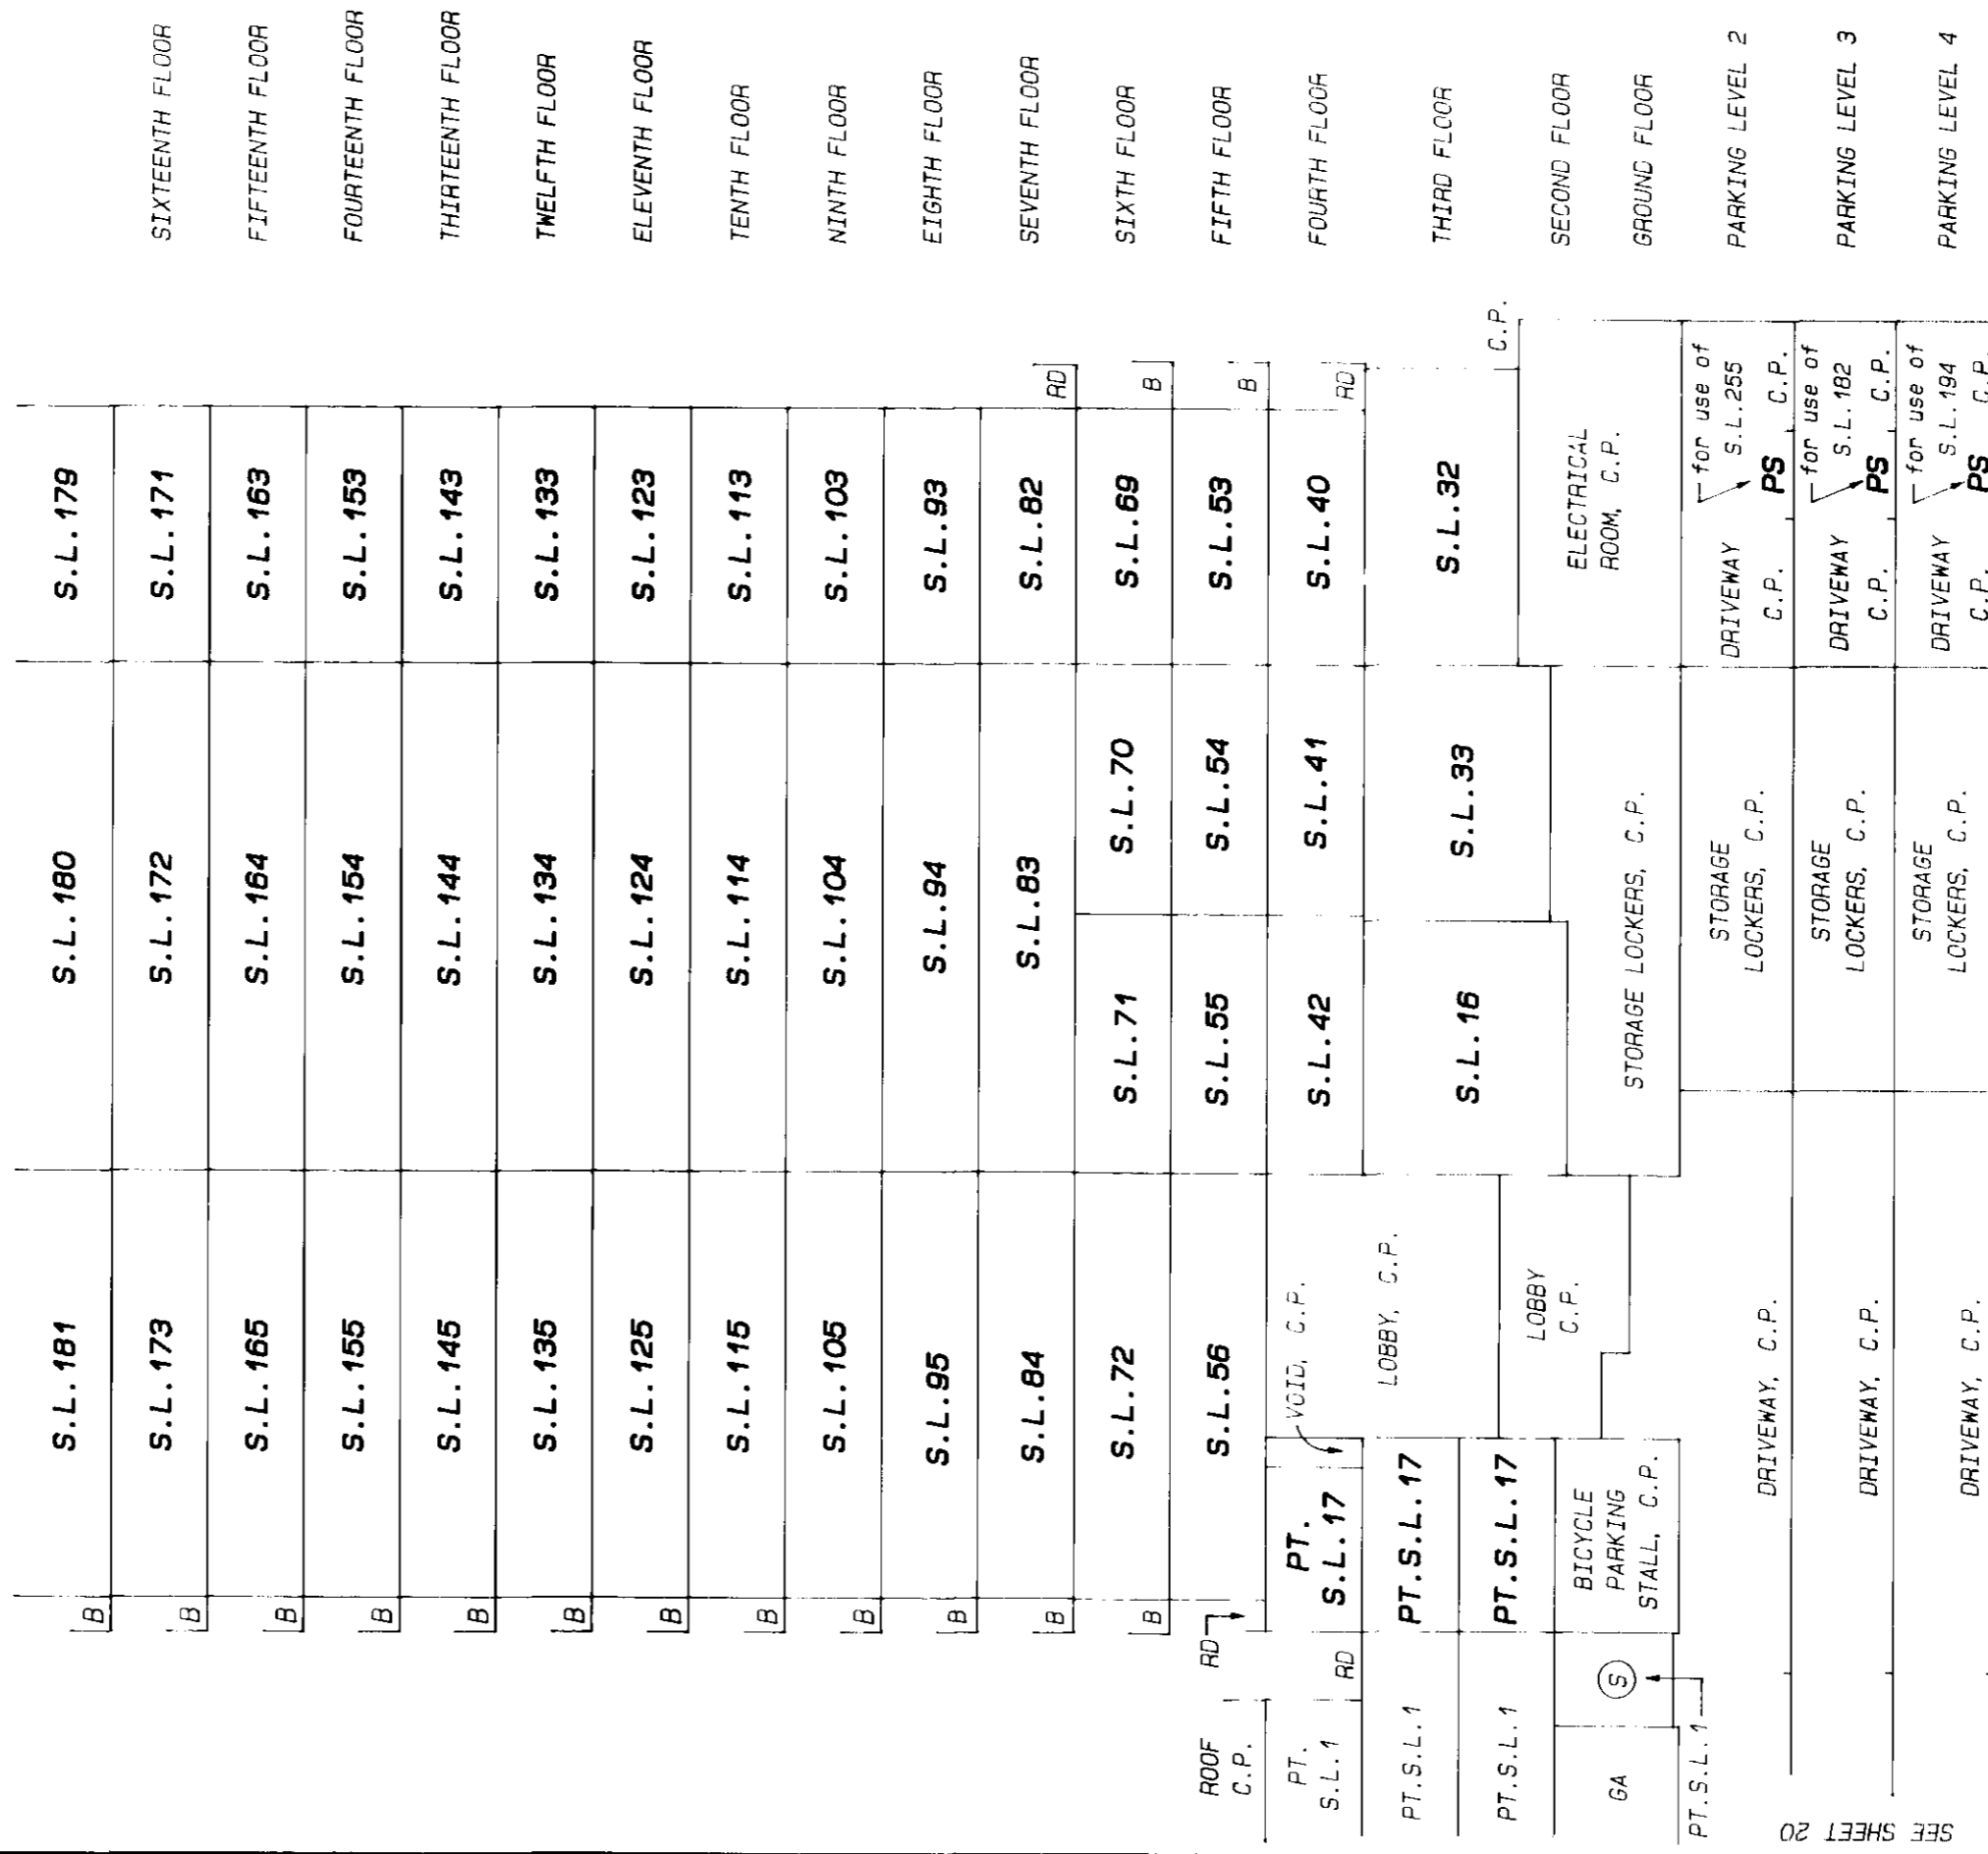 S.L.181 S.L.180 S.L.179
B
S.L.173 S.L.172 S.L.171 SIXTEENTH FLOOR
B
S.L.165 S.L.164 S.L.163 FIFTEENTH FLOOR
B
S.L.155 S.L.154 S.L.153 FOURTEENTH FLOOR
B
S.L.145 S.L.144 S.L.143 THIRTEENTH FLOOR
B
S.L.135 S.L.134 S.L.133 TWELFTH FLOOR
B
S.L.125 S.L.124 S.L.123 ELEVENTH FLOOR
B
S.L.115 S.L.114 S.L.113 TENTH FLOOR
B
S.L.105 S.L.104 S.L.103 NINTH FLOOR
B
S.L.95 S.L.94 S.L.93 EIGHTH FLOOR
S.L.84 S.L.83 S.L.82 SEVENTH FLOOR
B RD
S.L.72 S.L.71 S.L.70 S.L.69 SIXTH FLOOR
B B
S.L.56 S.L.55 S.L.54 S.L.53 FIFTH FLOOR
RD B
ROOF
C.P.
VOID, C.P.
PT.
S.L.1 RD
PT.
S.L.17
S.L.42 S.L.41 S.L.40 FOURTH FLOOR
RD
PT.S.L.1 PT.S.L.17 LOBBY, C.P.
S.L.16 S.L.33 S.L.32 THIRD FLOOR
C.P.
PT.S.L.1 PT.S.L.17
LOBBY
C.P.
SECOND FLOOR
GA
S
BICYCLE
PARKING
STALL, C.P.
STORAGE LOCKERS, C.P.
ELECTRICAL
ROOM, C.P.
GROUND FLOOR
PT.S.L.1
DRIVEWAY, C.P.
STORAGE
LOCKERS, C.P.
DRIVEWAY
C.P.
for use of
S.L.255
PS C.P.
PARKING LEVEL 2
DRIVEWAY, C.P.
STORAGE
LOCKERS, C.P.
DRIVEWAY
C.P.
for use of
S.L.182
PS C.P.
PARKING LEVEL 3
DRIVEWAY, C.P.
STORAGE
LOCKERS, C.P.
DRIVEWAY
C.P.
for use of
S.L.194
PS C.P.
PARKING LEVEL 4
SEE SHEET 20